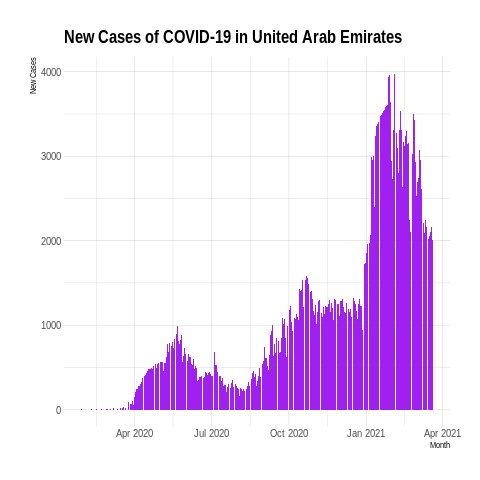 New Cases of COVID-19 in United Arab Emirates
New Cases
4000
3000
2000
1000
0
Apr 2020 Jul 2020 Oct 2020 Jan 2021 Apr 2021
Month